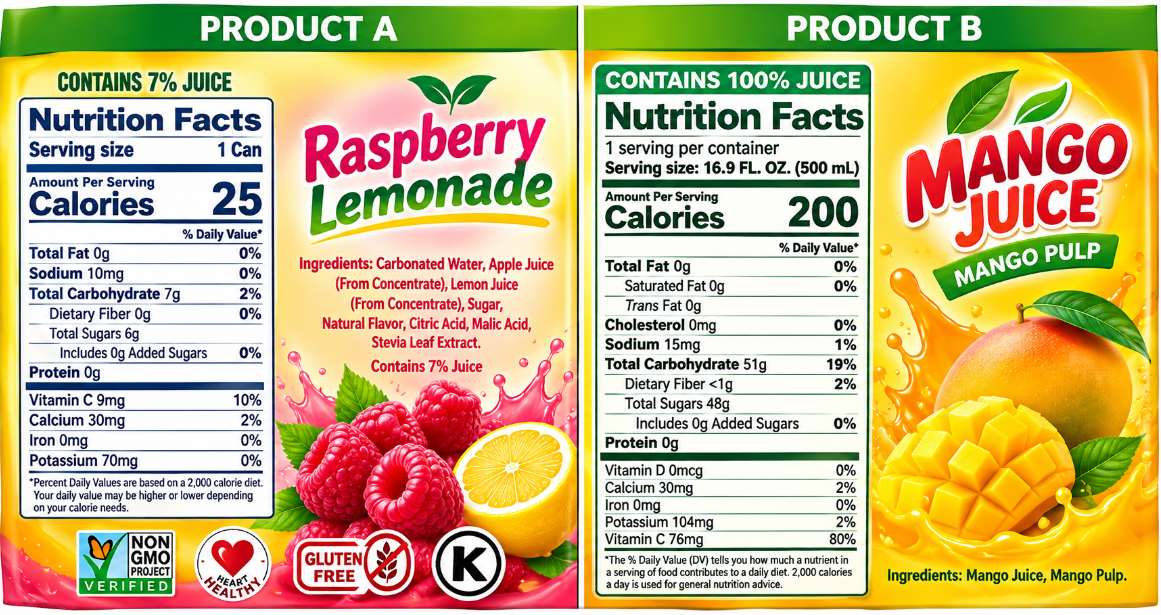 PRODUCT A
CONTAINS 7% JUICE
Nutrition Facts
Serving size 1 Can
Amount Per Serving
Calories 25
% Daily Value*
Total Fat 0g 0%
Sodium 10mg 0%
Total Carbohydrate 7g 2%
Dietary Fiber 0g 0%
Total Sugars 6g
Includes 0g Added Sugars 0%
Protein 0g
Vitamin C 9mg 10%
Calcium 30mg 2%
Iron 0mg 0%
Potassium 70mg 0%
*Percent Daily Values are based on a 2,000 calorie diet.
Your daily value may be higher or lower depending
on your calorie needs.
Raspberry
Lemonade
Ingredients: Carbonated Water, Apple Juice
(From Concentrate), Lemon Juice
(From Concentrate), Sugar,
Natural Flavor, Citric Acid, Malic Acid,
Stevia Leaf Extract.
Contains 7% Juice
NON
GMO
PROJECT
VERIFIED
HEART
HEALTHY
GLUTEN
FREE
K
PRODUCT B
CONTAINS 100% JUICE
Nutrition Facts
1 serving per container
Serving size: 16.9 FL. OZ. (500 mL)
Amount Per Serving
Calories 200
% Daily Value*
Total Fat 0g 0%
Saturated Fat 0g 0%
Trans Fat 0g
Cholesterol 0mg 0%
Sodium 15mg 1%
Total Carbohydrate 51g 19%
Dietary Fiber <1g 2%
Total Sugars 48g
Includes 0g Added Sugars 0%
Protein 0g
Vitamin D 0mcg 0%
Calcium 30mg 2%
Iron 0mg 0%
Potassium 104mg 2%
Vitamin C 76mg 80%
*The % Daily Value (DV) tells you how much a nutrient in
a serving of food contributes to a daily diet. 2,000 calories
a day is used for general nutrition advice.
MANGO
JUICE
MANGO PULP
Ingredients: Mango Juice, Mango Pulp.